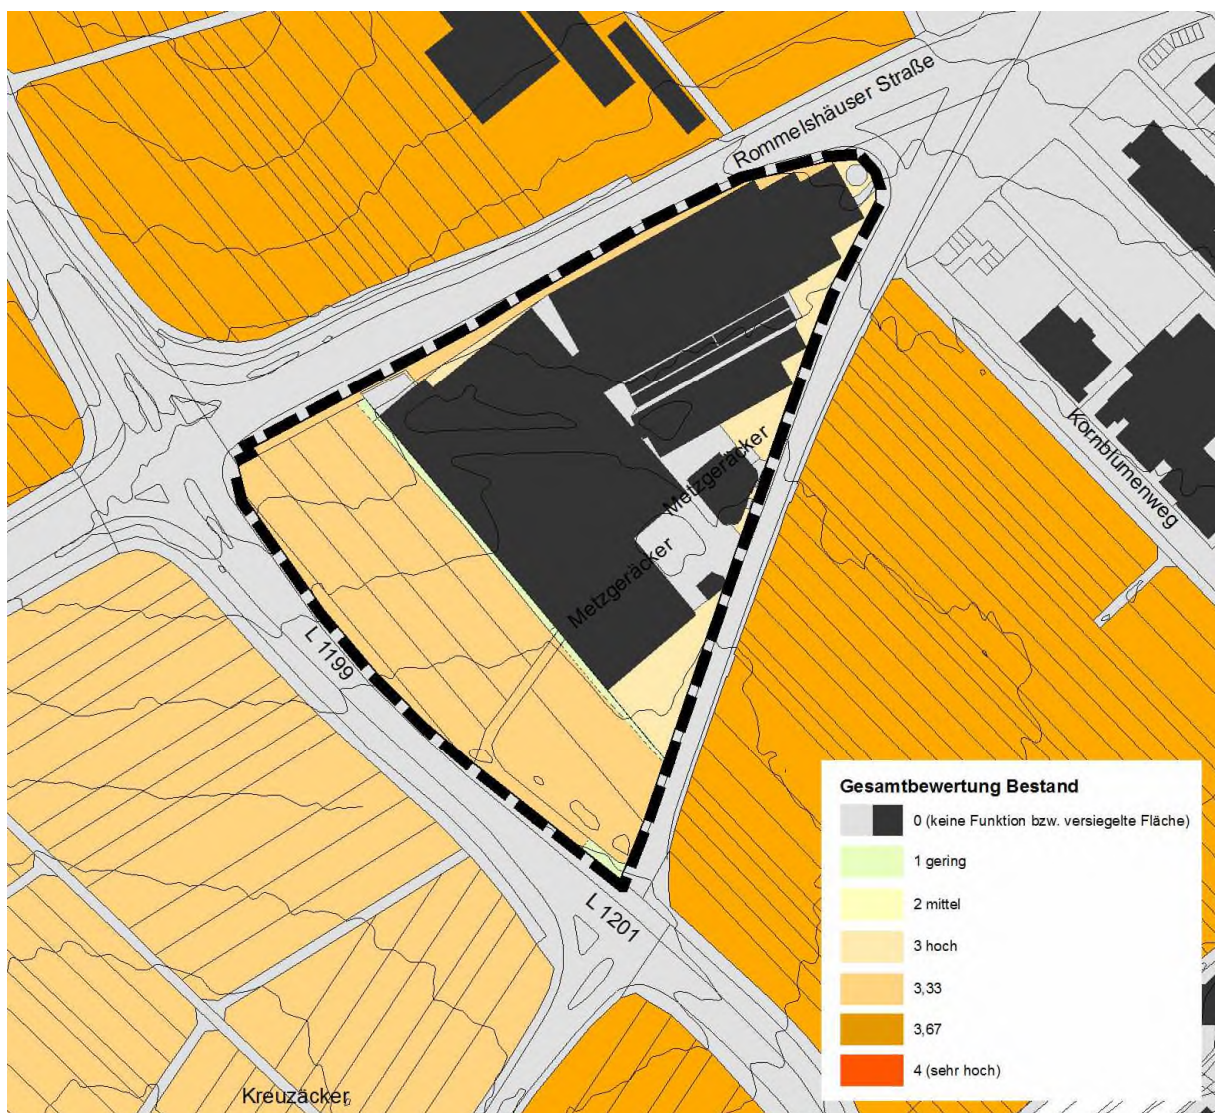 Rommelshäuser Straße
Kornblumenweg
Metzgeräcker
Metzgeräcker
L 1199
L 1201
Kreuzäcker
Gesamtbewertung Bestand
0 (keine Funktion bzw. versiegelte Fläche)
1 gering
2 mittel
3 hoch
3,33
3,67
4 (sehr hoch)